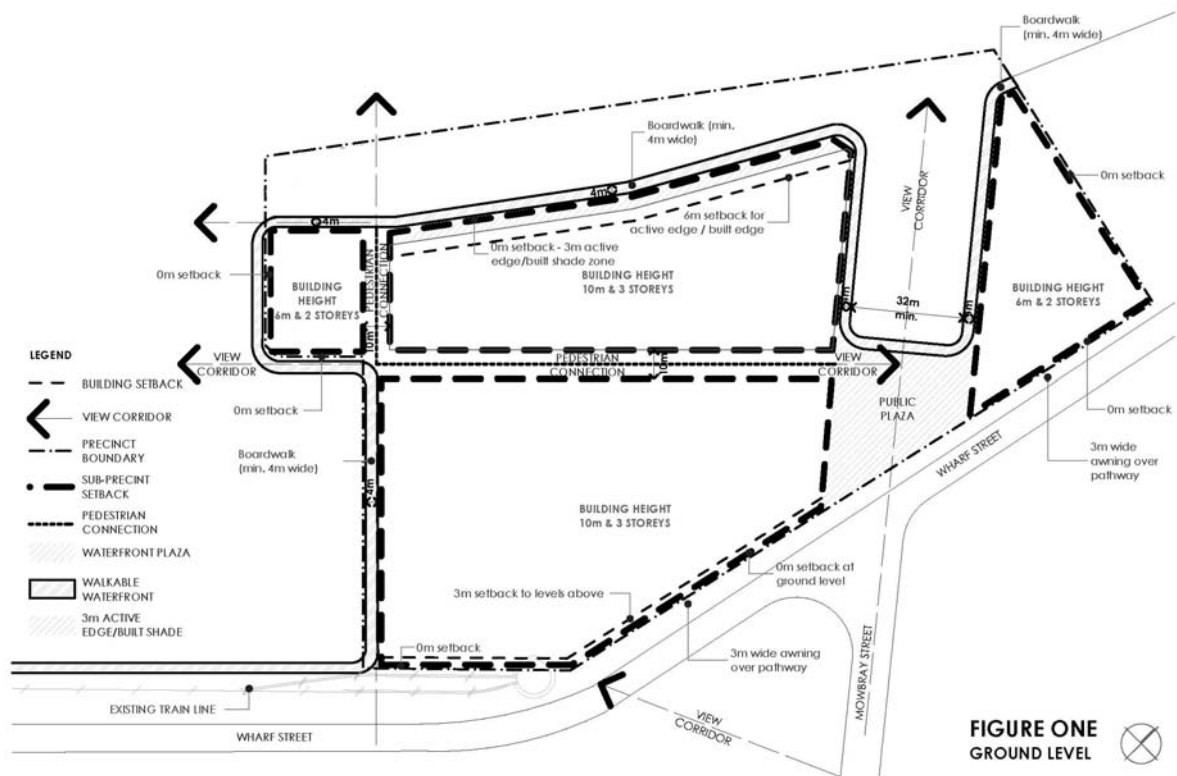 Boardwalk
(min. 4m wide)
Boardwalk (min.
4m wide)
0m setback
VIEW
CORRIDOR
4m
4m
6m setback for
active edge / built edge
0m setback - 3m active
edge/built shade zone
0m setback
PEDESTRIAN
CONNECTION
BUILDING
HEIGHT
6m & 2 STOREYS
BUILDING HEIGHT
10m & 3 STOREYS
BUILDING HEIGHT
6m & 2 STOREYS
32m
min.
10m
LEGEND
VIEW
CORRIDOR
PEDESTRIAN
CONNECTION
10m
VIEW
CORRIDOR
0m setback
PUBLIC
PLAZA
0m setback
BUILDING SETBACK
VIEW CORRIDOR
PRECINCT
BOUNDARY
SUB-PRECINT
SETBACK
PEDESTRIAN
CONNECTION
WATERFRONT PLAZA
WALKABLE
WATERFRONT
3m ACTIVE
EDGE/BUILT SHADE
Boardwalk
(min. 4m wide)
4m
WHARF STREET
3m wide
awning over
pathway
BUILDING HEIGHT
10m & 3 STOREYS
0m setback at
ground level
3m setback to levels above
0m setback
3m wide awning
over pathway
MOWBRAY STREET
EXISTING TRAIN LINE
WHARF STREET
VIEW
CORRIDOR
FIGURE ONE
GROUND LEVEL